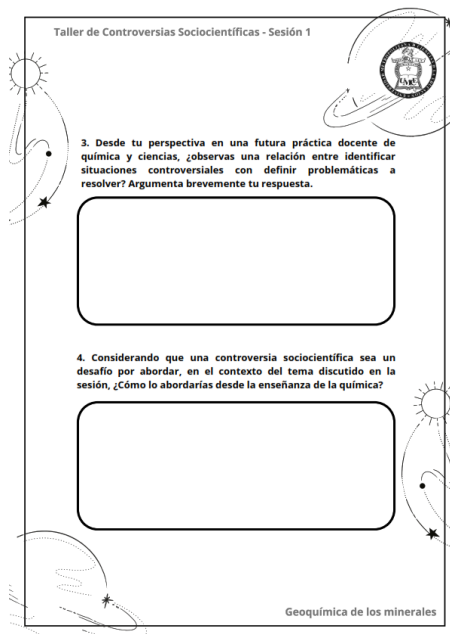 Taller de Controversias Sociocientíficas - Sesión 1
3. Desde tu perspectiva en una futura práctica docente de
química y ciencias, ¿observas una relación entre identificar
situaciones controversiales con definir problemáticas a
resolver? Argumenta brevemente tu respuesta.
4. Considerando que una controversia sociocientífica sea un
desafío por abordar, en el contexto del tema discutido en la
sesión, ¿Cómo lo abordarías desde la enseñanza de la química?
Geoquímica de los minerales